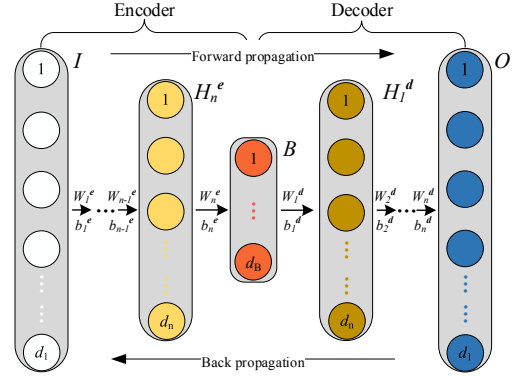 Encoder Decoder
Forward propagation
I H_n^e B H_1^d O
1 1 1 1 1
W_1^e W_{n-1}^e W_n^e W_1^d W_2^d W_n^d
b_1^e b_{n-1}^e b_n^e b_1^d b_2^d b_n^d
d_1 d_n d_B d_n d_1
Back propagation